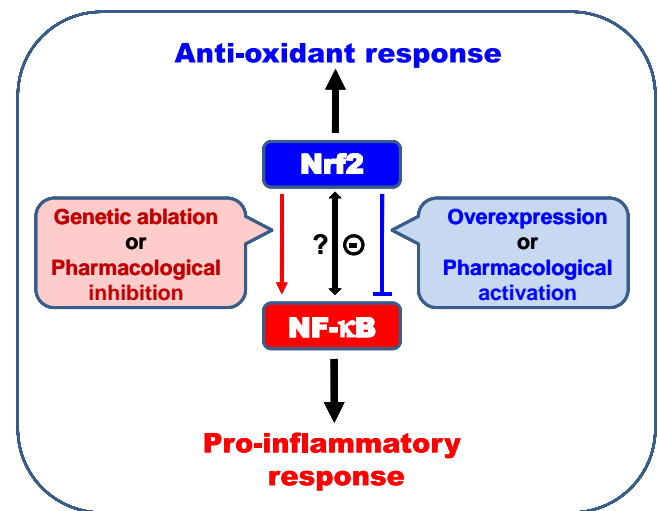 Anti-oxidant response
Nrf2
Genetic ablation
or
Pharmacological
inhibition
? ⊖
Overexpression
or
Pharmacological
activation
NF-κB
Pro-inflammatory
response